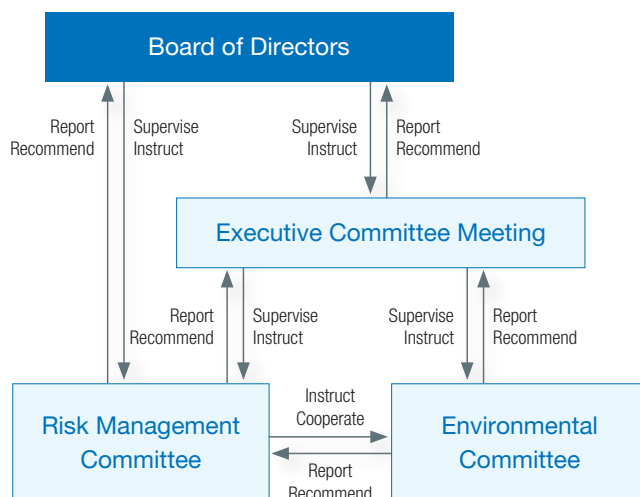 Board of Directors
Report
Recommend
Supervise
Instruct
Supervise
Instruct
Report
Recommend
Executive Committee Meeting
Report
Recommend
Supervise
Instruct
Supervise
Instruct
Report
Recommend
Risk Management
Committee
Instruct
Cooperate
Environmental
Committee
Report
Recommend